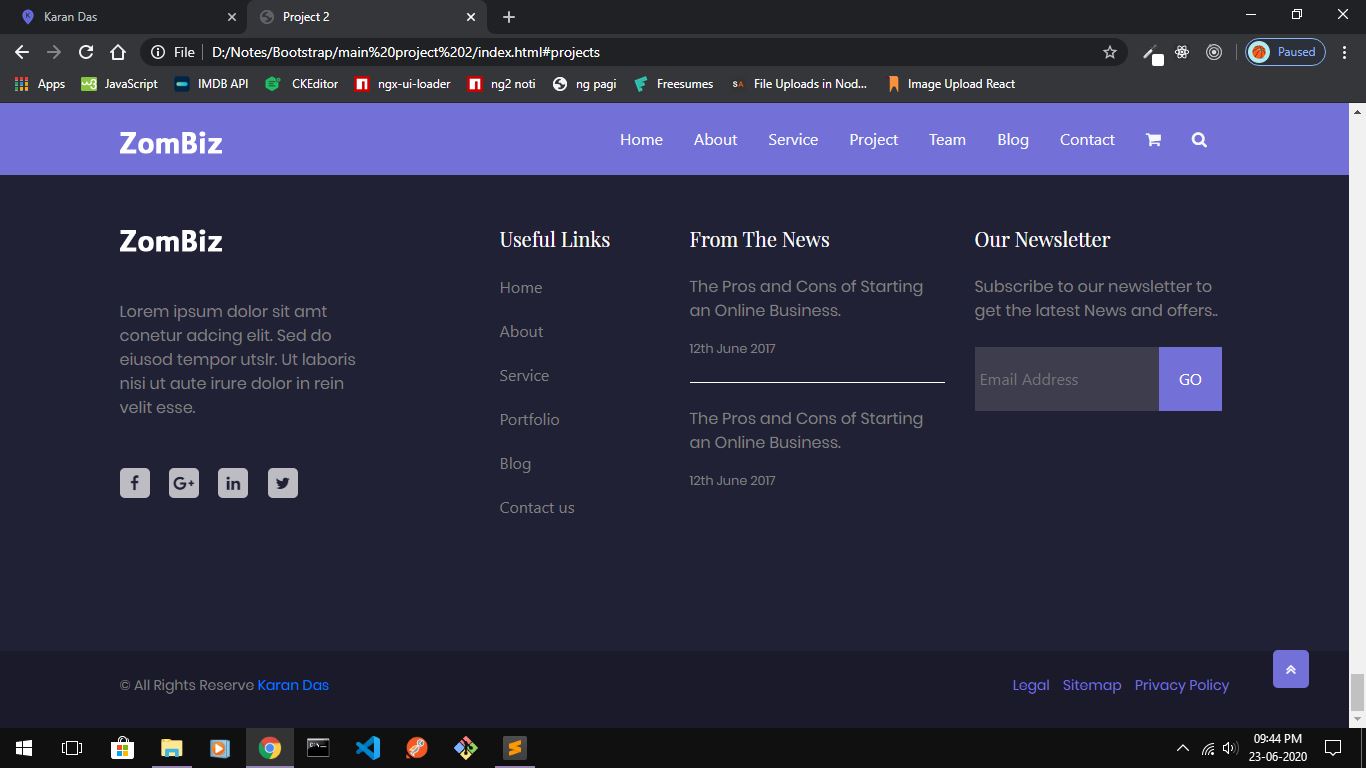 Karan Das
Project 2
File
D:/Notes/Bootstrap/main%20project%202/index.html#projects
Paused
Apps
JavaScript
IMDB API
CKEditor
ngx-ui-loader
ng2 noti
ng pagi
Freesumes
File Uploads in Nod...
Image Upload React
ZomBiz
Home
About
Service
Project
Team
Blog
Contact
ZomBiz
Lorem ipsum dolor sit amt
conetur adcing elit. Sed do
eiusod tempor utslr. Ut laboris
nisi ut aute irure dolor in rein
velit esse.
Useful Links
Home
About
Service
Portfolio
Blog
Contact us
From The News
The Pros and Cons of Starting
an Online Business.
12th June 2017
The Pros and Cons of Starting
an Online Business.
12th June 2017
Our Newsletter
Subscribe to our newsletter to
get the latest News and offers..
Email Address
GO
© All Rights Reserve Karan Das
Legal
Sitemap
Privacy Policy
09:44 PM
23-06-2020